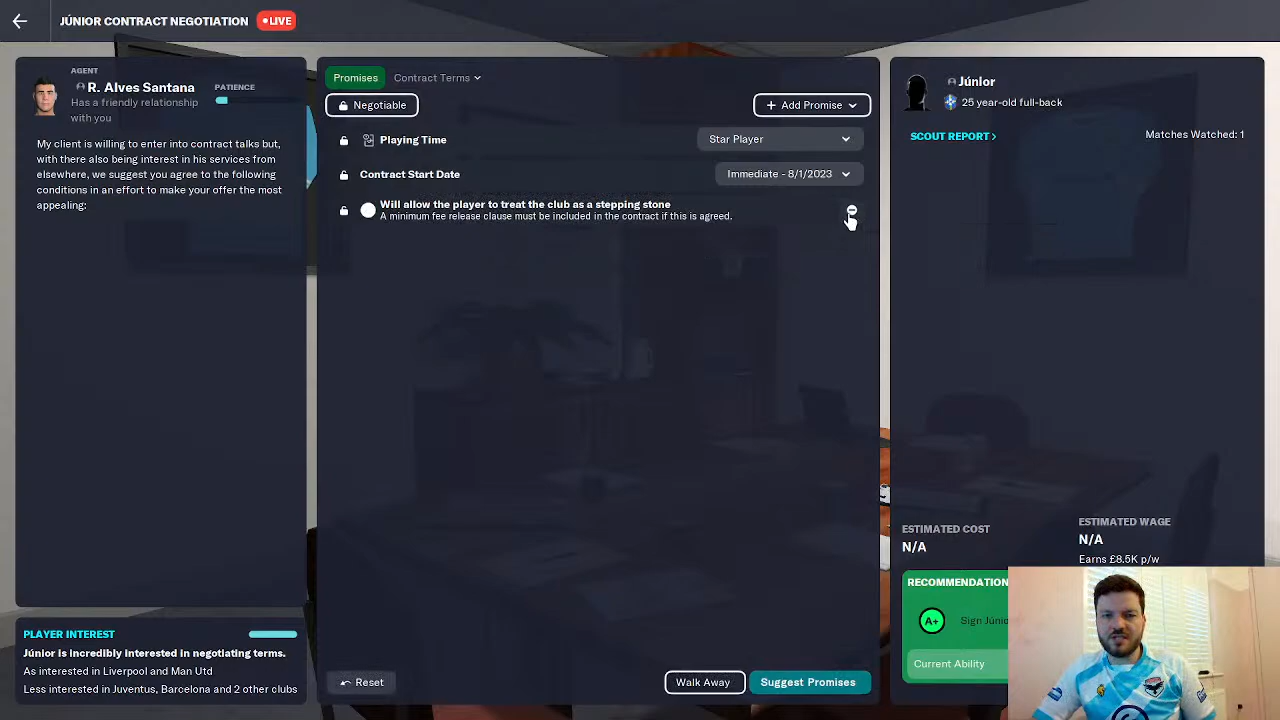 JÚNIOR CONTRACT NEGOTIATION
LIVE
AGENT
R. Alves Santana
Has a friendly relationship
with you
PATIENCE
My client is willing to enter into contract talks but,
with there also being interest in his services from
elsewhere, we suggest you agree to the following
conditions in an effort to make your offer the most
appealing:
PLAYER INTEREST
Júnior is incredibly interested in negotiating terms.
As interested in Liverpool and Man Utd
Less interested in Juventus, Barcelona and 2 other clubs
Promises
Contract Terms
Negotiable
+ Add Promise
Playing Time
Star Player
Contract Start Date
Immediate - 8/1/2023
Will allow the player to treat the club as a stepping stone
A minimum fee release clause must be included in the contract if this is agreed.
Reset
Walk Away
Suggest Promises
Júnior
25 year-old full-back
SCOUT REPORT >
Matches Watched: 1
ESTIMATED COST
N/A
ESTIMATED WAGE
N/A
Earns £8.5K p/w
RECOMMENDATION
A+
Sign Júnio
Current Ability